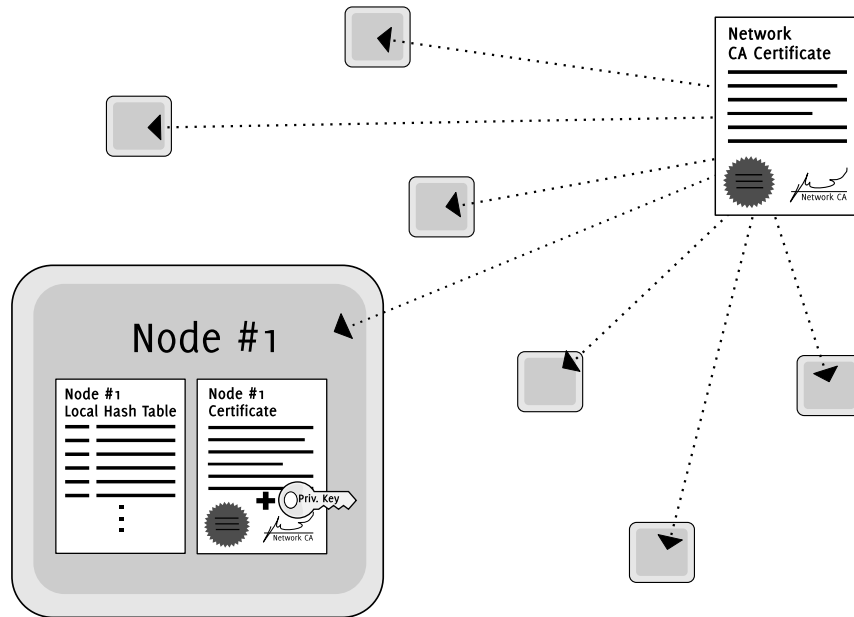 Network
CA Certificate
Network CA
Node #1
Node #1
Local Hash Table
Node #1
Certificate
Priv. Key
Network CA